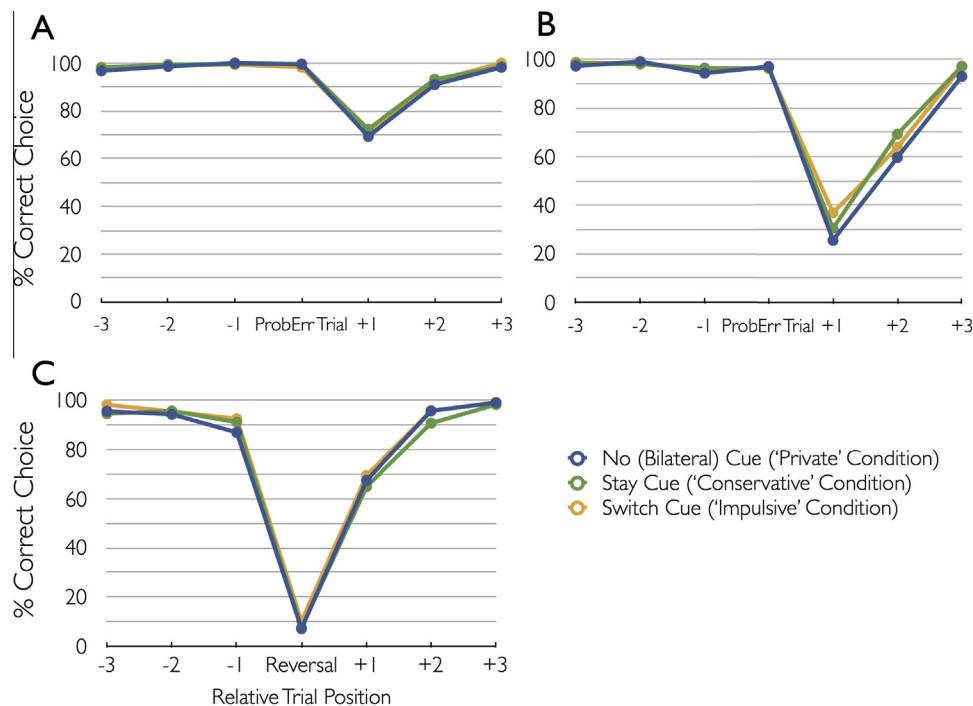 A
% Correct Choice
100
80
60
40
20
0
-3 -2 -1 ProbErr Trial +1 +2 +3
B
100
80
60
40
20
0
-3 -2 -1 ProbErr Trial +1 +2 +3
C
% Correct Choice
100
80
60
40
20
0
-3 -2 -1 Reversal +1 +2 +3
Relative Trial Position
No (Bilateral) Cue (‘Private’ Condition)
Stay Cue (‘Conservative’ Condition)
Switch Cue (‘Impulsive’ Condition)